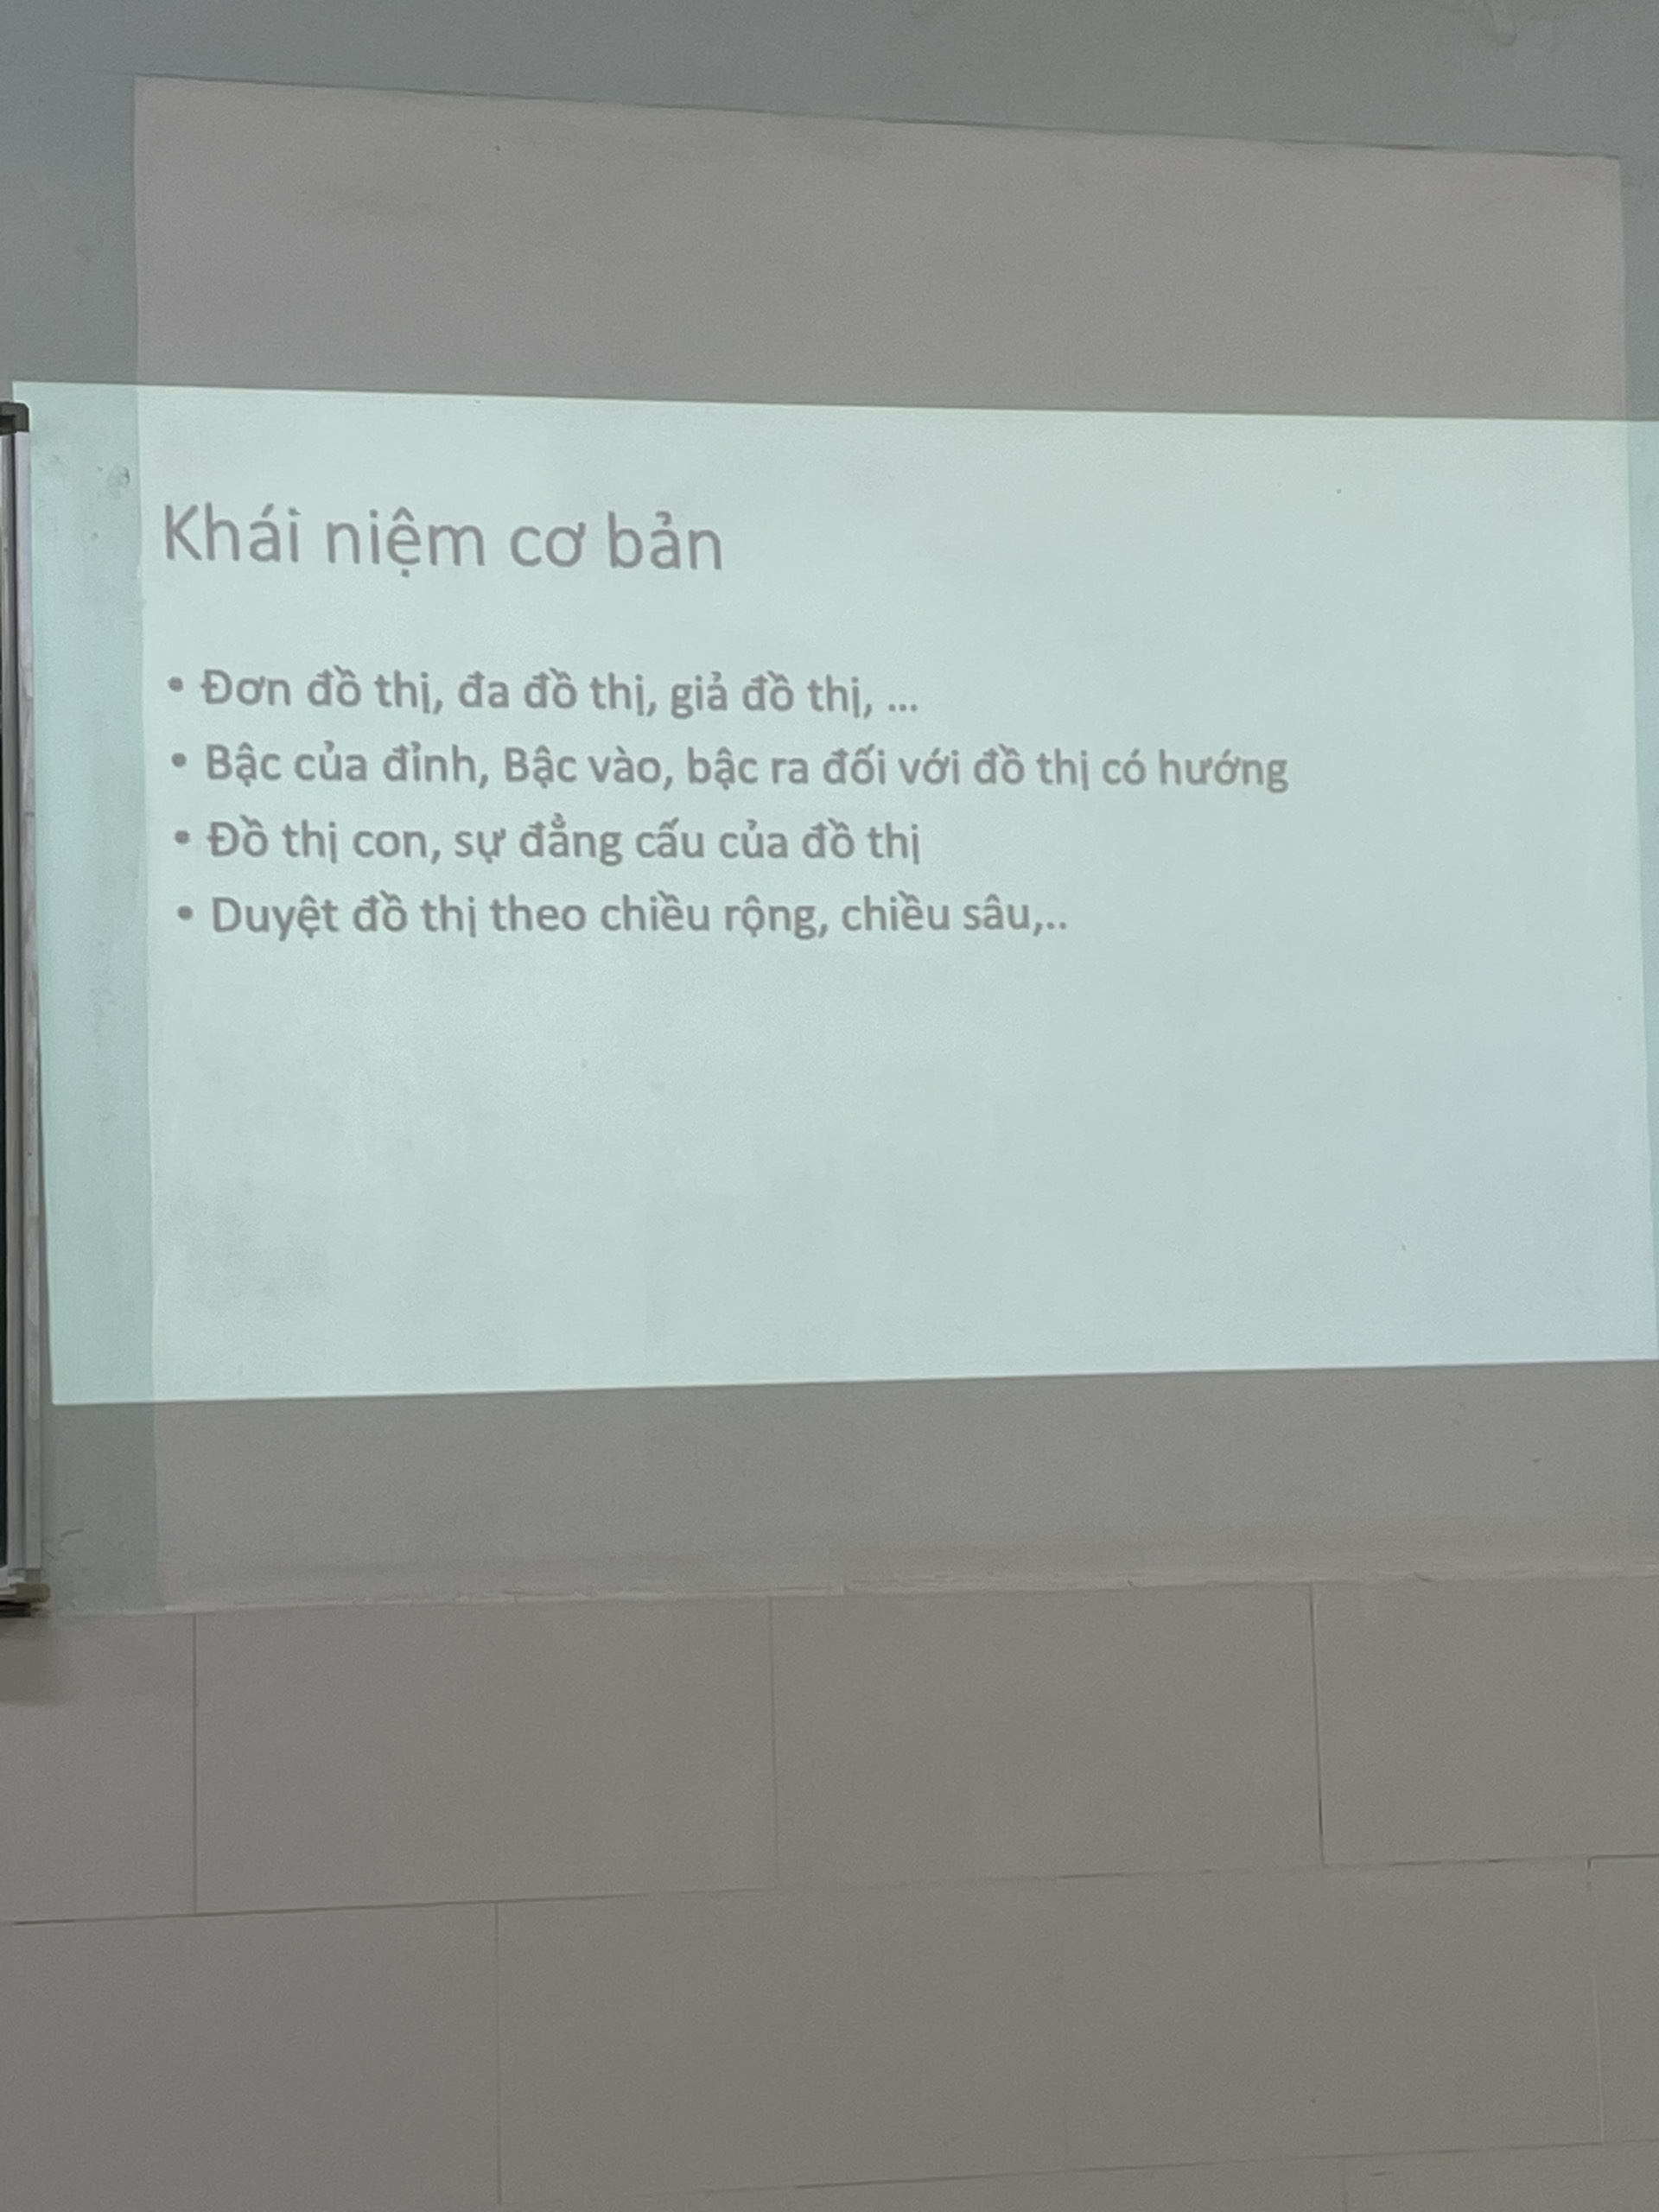 Khái niệm cơ bản
• Đơn đồ thị, đa đồ thị, giả đồ thị, ...
• Bậc của đỉnh, Bậc vào, bậc ra đối với đồ thị có hướng
• Đồ thị con, sự đẳng cấu của đồ thị
• Duyệt đồ thị theo chiều rộng, chiều sâu,..